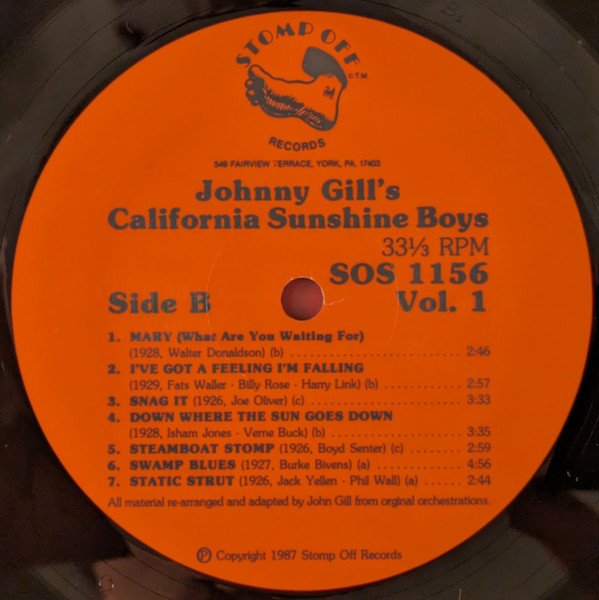 STOMP OFF
©T.M.
RECORDS
549 FAIRVIEW TERRACE, YORK, PA. 17403
Johnny Gill's
California Sunshine Boys
33⅓ RPM
SOS 1156
Side B Vol. 1
1. MARY (What Are You Waiting For)
(1928, Walter Donaldson) (b) 2:46
2. I'VE GOT A FEELING I'M FALLING
(1929, Fats Waller - Billy Rose - Harry Link) (b) 2:57
3. SNAG IT (1926, Joe Oliver) (c) 3:33
4. DOWN WHERE THE SUN GOES DOWN
(1928, Isham Jones - Verne Buck) (b) 3:35
5. STEAMBOAT STOMP (1926, Boyd Senter) (c) 2:59
6. SWAMP BLUES (1927, Burke Bivens) (a) 4:56
7. STATIC STRUT (1926, Jack Yellen - Phil Wall) (a) 2:44
All material re-arranged and adapted by John Gill from orginal orchestrations.
Ⓟ Copyright 1987 Stomp Off Records